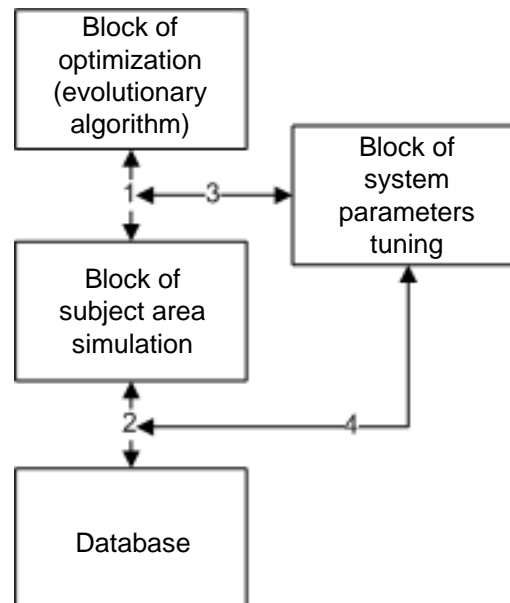 Block of
optimization
(evolutionary
algorithm)
Block of
system
parameters
tuning
1
3
Block of
subject area
simulation
2
4
Database